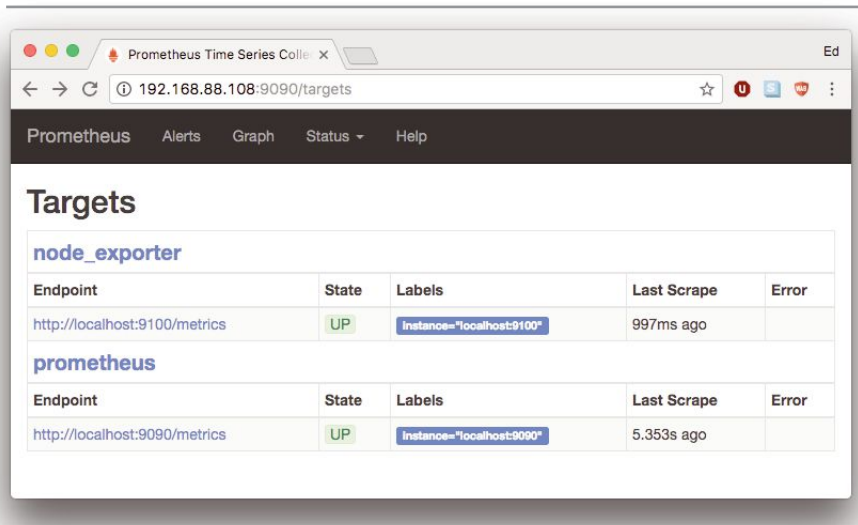 Prometheus Time Series Colle
Ed
192.168.88.108:9090/targets
Prometheus Alerts Graph Status Help
Targets
node_exporter
Endpoint State Labels Last Scrape Error
http://localhost:9100/metrics UP instance="localhost:9100" 997ms ago
prometheus
Endpoint State Labels Last Scrape Error
http://localhost:9090/metrics UP instance="localhost:9090" 5.353s ago